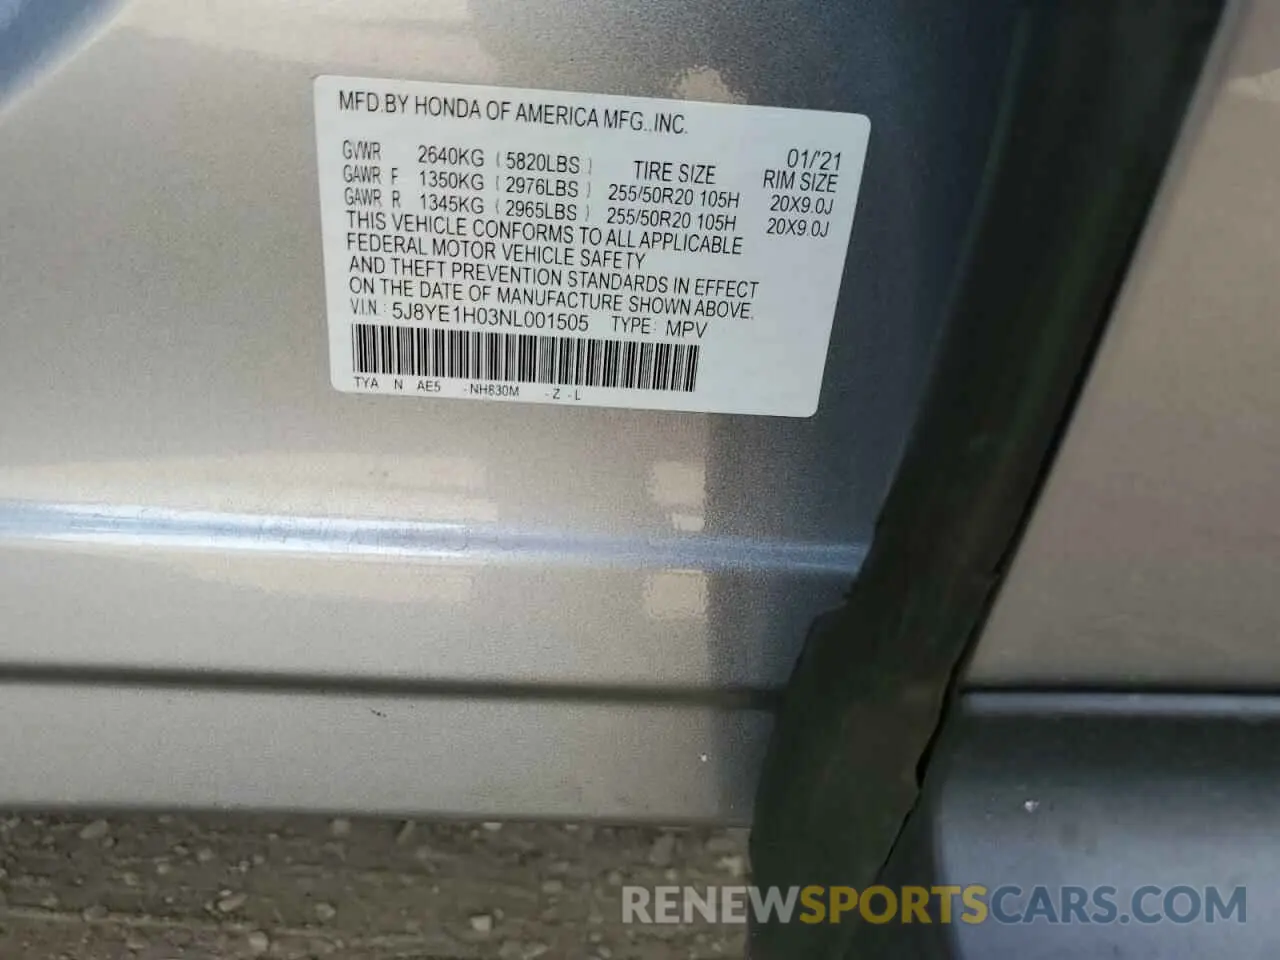 MFD.BY HONDA OF AMERICA MFG.,INC.
01/'21
GVWR 2640KG (5820LBS) TIRE SIZE RIM SIZE
GAWR F 1350KG (2976LBS) 255/50R20 105H 20X9.0J
GAWR R 1345KG (2965LBS) 255/50R20 105H 20X9.0J
THIS VEHICLE CONFORMS TO ALL APPLICABLE
FEDERAL MOTOR VEHICLE SAFETY
AND THEFT PREVENTION STANDARDS IN EFFECT
ON THE DATE OF MANUFACTURE SHOWN ABOVE.
V.I.N.: 5J8YE1H03NL001505 TYPE: MPV
TYA N AE5 -NH830M -Z -L
RENEWSPORTSCARS.COM